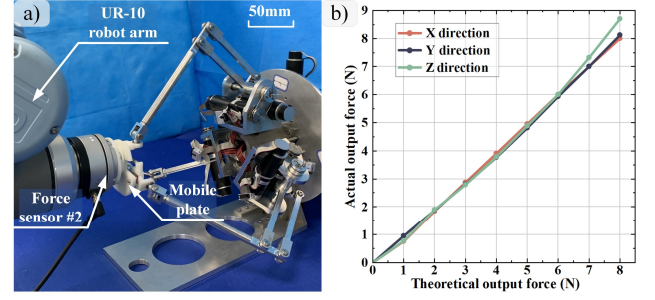 a)
UR-10
robot arm
50mm
Force
sensor #2
Mobile
plate
b)
Actual output force (N)
9
8
7
6
5
4
3
2
1
0
X direction
Y direction
Z direction
0 1 2 3 4 5 6 7 8
Theoretical output force (N)